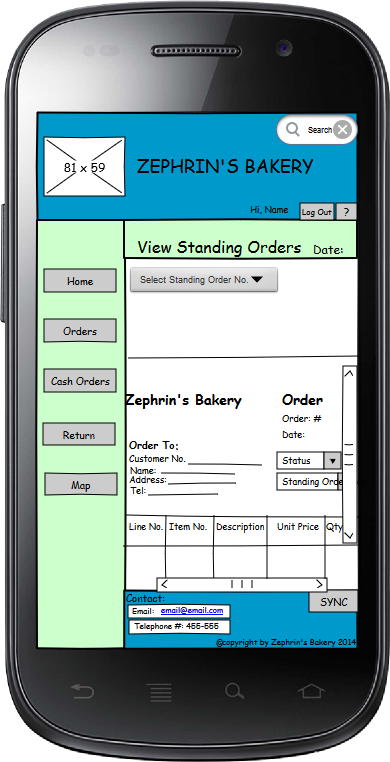 Search
81 x 59
ZEPHRIN'S BAKERY
Hi, Name
Log Out
?
View Standing Orders
Date:
Home
Orders
Cash Orders
Return
Map
Select Standing Order No.
Zephrin's Bakery
Order
Order: #
Date:
Order To:
Customer No.
Name:
Address:
Tel:
Status
Standing Orde
Line No. Item No. Description Unit Price Qty
Contact:
Email: email@email.com
Telephone #: 455-555
SYNC
©copyright by Zephrin's Bakery 2014